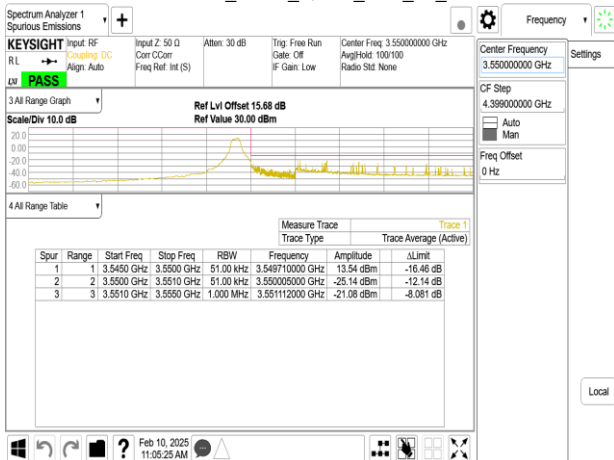 Spectrum Analyzer 1
Spurious Emissions
Frequency
KEYSIGHT
RL
LXI
PASS
Input: RF
Coupling: DC
Align: Auto
Input Z: 50 Ω
Corr CCorr
Freq Ref: Int (S)
Atten: 30 dB
Trig: Free Run
Gate: Off
IF Gain: Low
Center Freq: 3.550000000 GHz
Avg|Hold: 100/100
Radio Std: None
Center Frequency
3.550000000 GHz
Settings
CF Step
4.399000000 GHz
Auto
Man
Freq Offset
0 Hz
3 All Range Graph
Scale/Div 10.0 dB
Ref Lvl Offset 15.68 dB
Ref Value 30.00 dBm
20.0
0.00
-20.0
-40.0
-60.0
4 All Range Table
Measure Trace Trace 1
Trace Type Trace Average (Active)
Spur Range Start Freq Stop Freq RBW Frequency Amplitude ΔLimit
1 1 3.5450 GHz 3.5500 GHz 51.00 kHz 3.549710000 GHz 13.54 dBm -16.46 dB
2 2 3.5500 GHz 3.5510 GHz 51.00 kHz 3.550005000 GHz -25.14 dBm -12.14 dB
3 3 3.5510 GHz 3.5550 GHz 1.000 MHz 3.551112000 GHz -21.08 dBm -8.081 dB
Local
Feb 10, 2025
11:05:25 AM